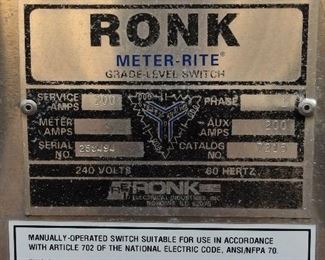 RONK
METER-RITE®
GRADE-LEVEL SWITCH
SERVICE AMPS 200 PHASE
METER AMPS AUX AMPS 200
SERIAL NO. CATALOG NO.
240 VOLTS 60 HERTZ
RONK
ELECTRICAL INDUSTRIES, INC.
MANUALLY-OPERATED SWITCH SUITABLE FOR USE IN ACCORDANCE
WITH ARTICLE 702 OF THE NATIONAL ELECTRIC CODE, ANSI/NFPA 70.